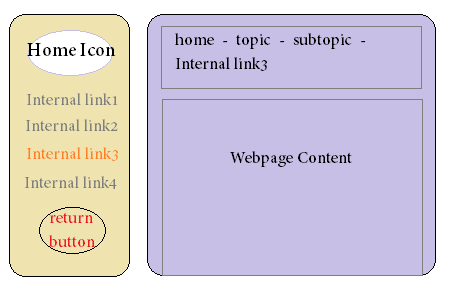 Home Icon
Internal link1
Internal link2
Internal link3
Internal link4
return
button
home - topic - subtopic -
Internal link3
Webpage Content